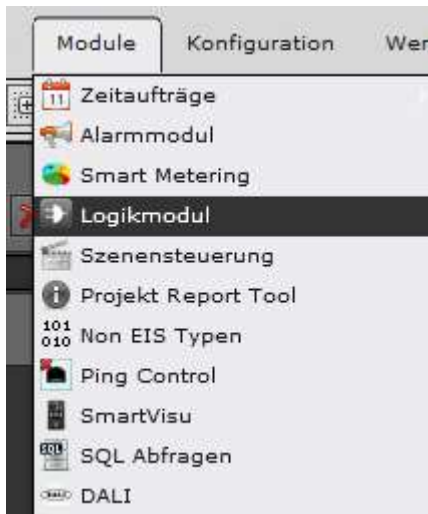 Module Konfiguration
11 Zeitaufträge
Alarmmodul
Smart Metering
Logikmodul
Szenensteuerung
Projekt Report Tool
101
010 Non EIS Typen
Ping Control
SmartVisu
SQL SQL Abfragen
DALI DALI